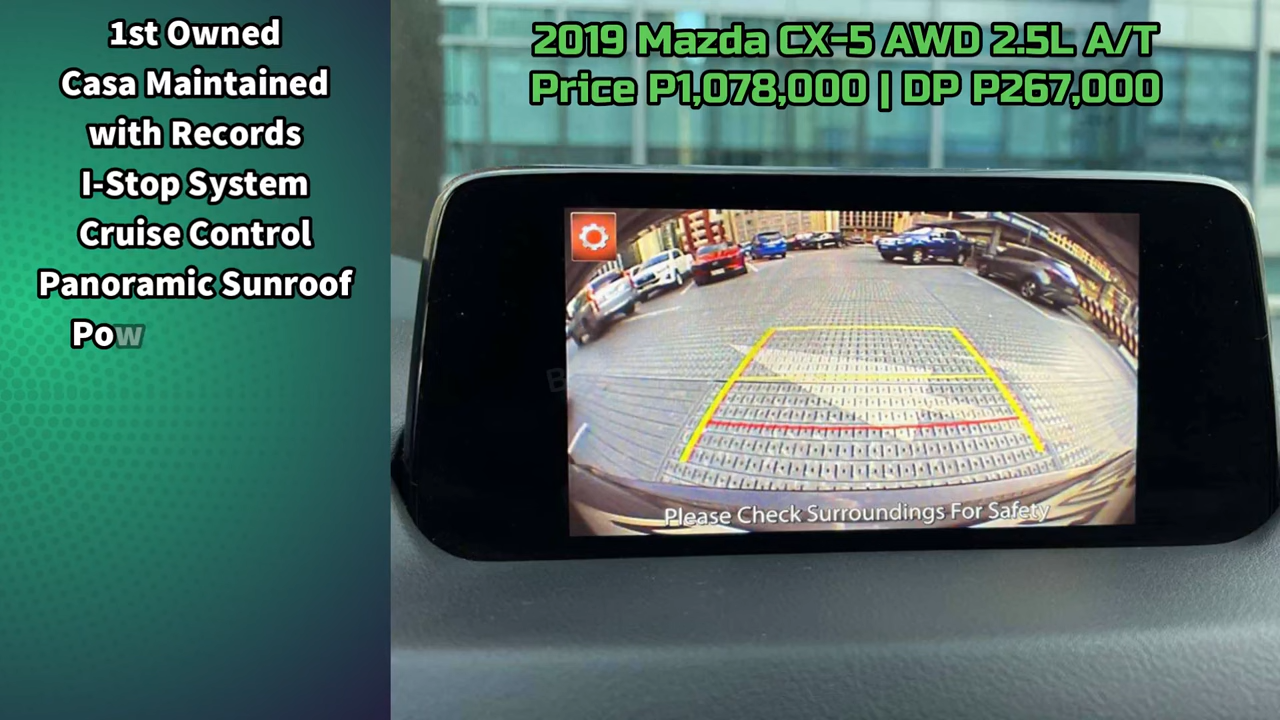 1st Owned
Casa Maintained
with Records
I-Stop System
Cruise Control
Panoramic Sunroof
Pow
2019 Mazda CX-5 AWD 2.5L A/T
Price P1,078,000 | DP P267,000
Please Check Surroundings For Safety